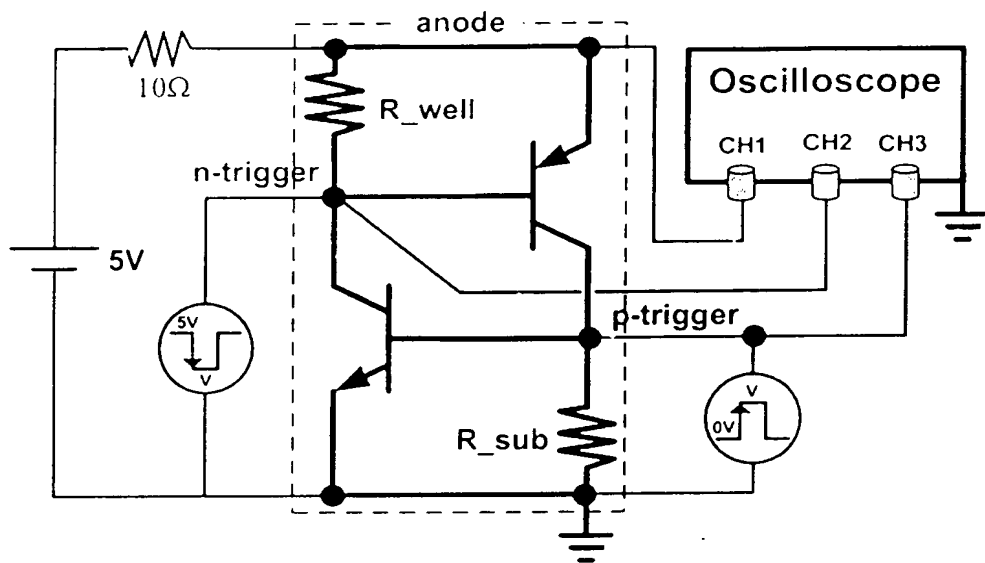 anode
10Ω
R_well
Oscilloscope
CH1
CH2
CH3
n-trigger
5V
5V
V
p-trigger
V
0V
R_sub